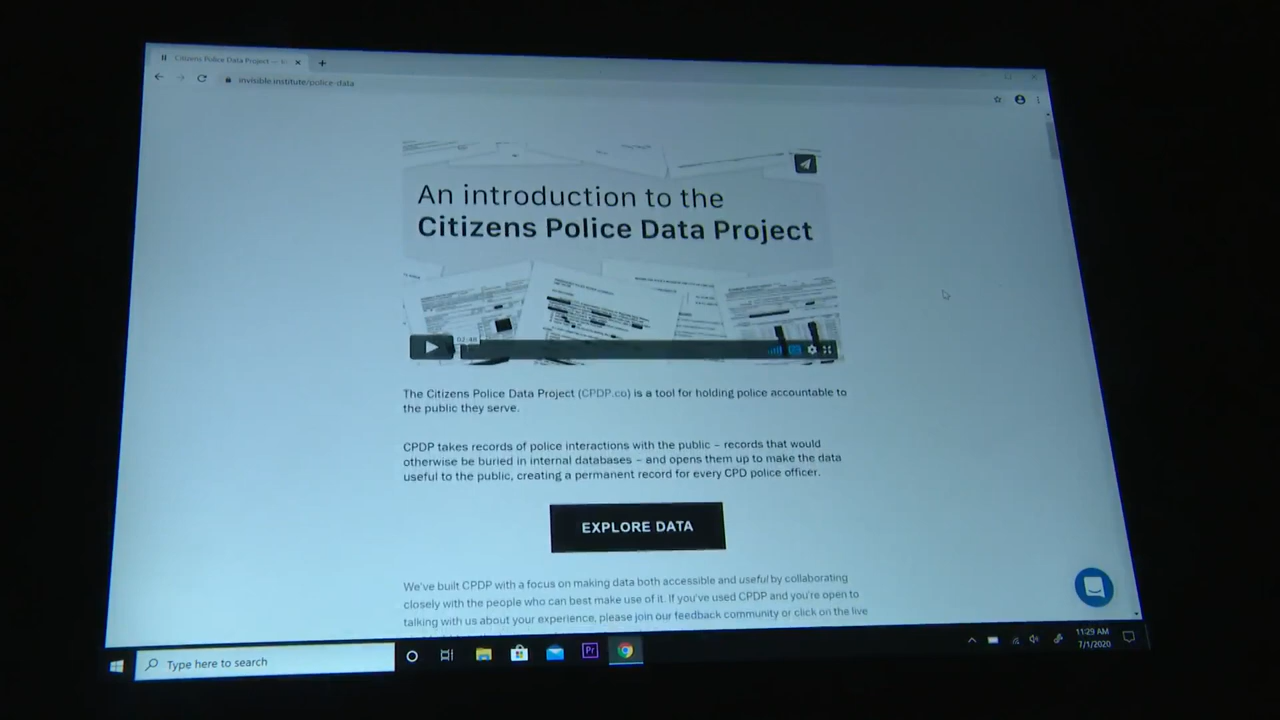 Citizens Police Data Project —
invisible.institute/police-data
An introduction to the
Citizens Police Data Project
02:46
The Citizens Police Data Project (CPDP.co) is a tool for holding police accountable to
the public they serve.
CPDP takes records of police interactions with the public – records that would
otherwise be buried in internal databases – and opens them up to make the data
useful to the public, creating a permanent record for every CPD police officer.
EXPLORE DATA
We've built CPDP with a focus on making data both accessible and useful by collaborating
closely with the people who can best make use of it. If you've used CPDP and you're open to
talking with us about your experience, please join our feedback community or click on the live
Type here to search
Pr
11:29 AM
7/1/2020